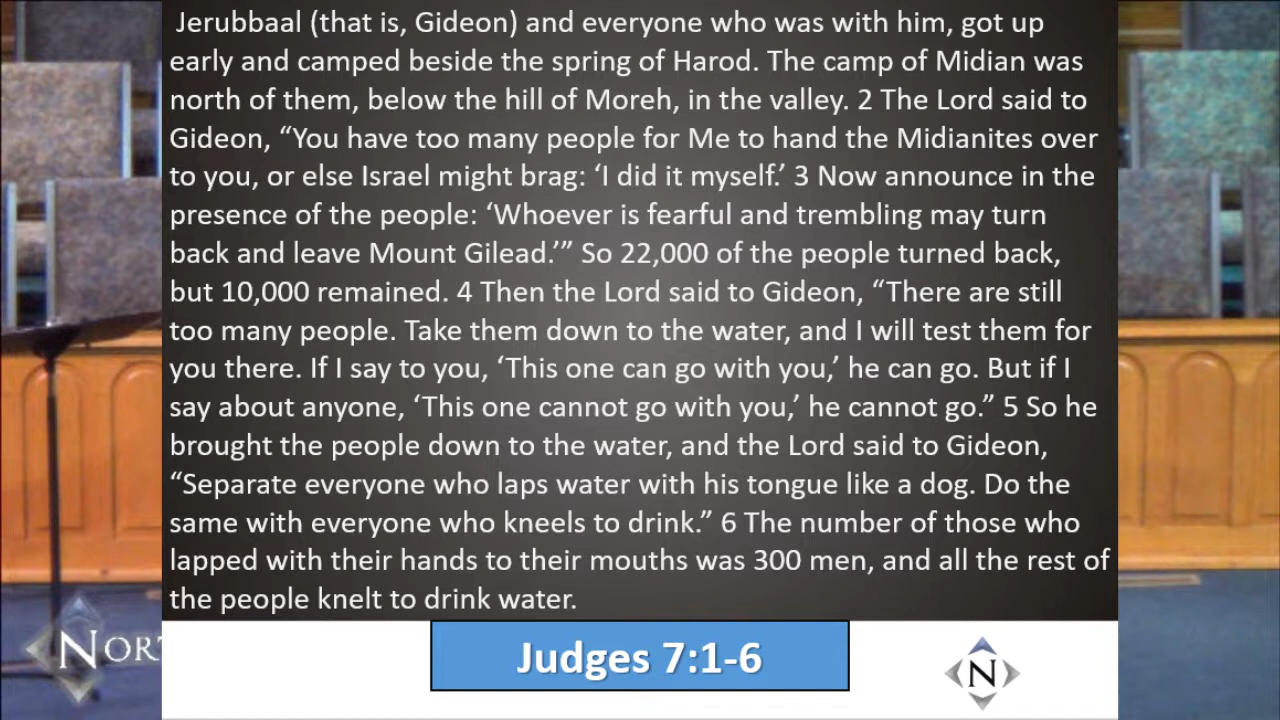 Jerubbaal (that is, Gideon) and everyone who was with him, got up
early and camped beside the spring of Harod. The camp of Midian was
north of them, below the hill of Moreh, in the valley. 2 The Lord said to
Gideon, “You have too many people for Me to hand the Midianites over
to you, or else Israel might brag: ‘I did it myself.’ 3 Now announce in the
presence of the people: ‘Whoever is fearful and trembling may turn
back and leave Mount Gilead.’” So 22,000 of the people turned back,
but 10,000 remained. 4 Then the Lord said to Gideon, “There are still
too many people. Take them down to the water, and I will test them for
you there. If I say to you, ‘This one can go with you,’ he can go. But if I
say about anyone, ‘This one cannot go with you,’ he cannot go.” 5 So he
brought the people down to the water, and the Lord said to Gideon,
“Separate everyone who laps water with his tongue like a dog. Do the
same with everyone who kneels to drink.” 6 The number of those who
lapped with their hands to their mouths was 300 men, and all the rest of
the people knelt to drink water.
Judges 7:1-6
N
NORT